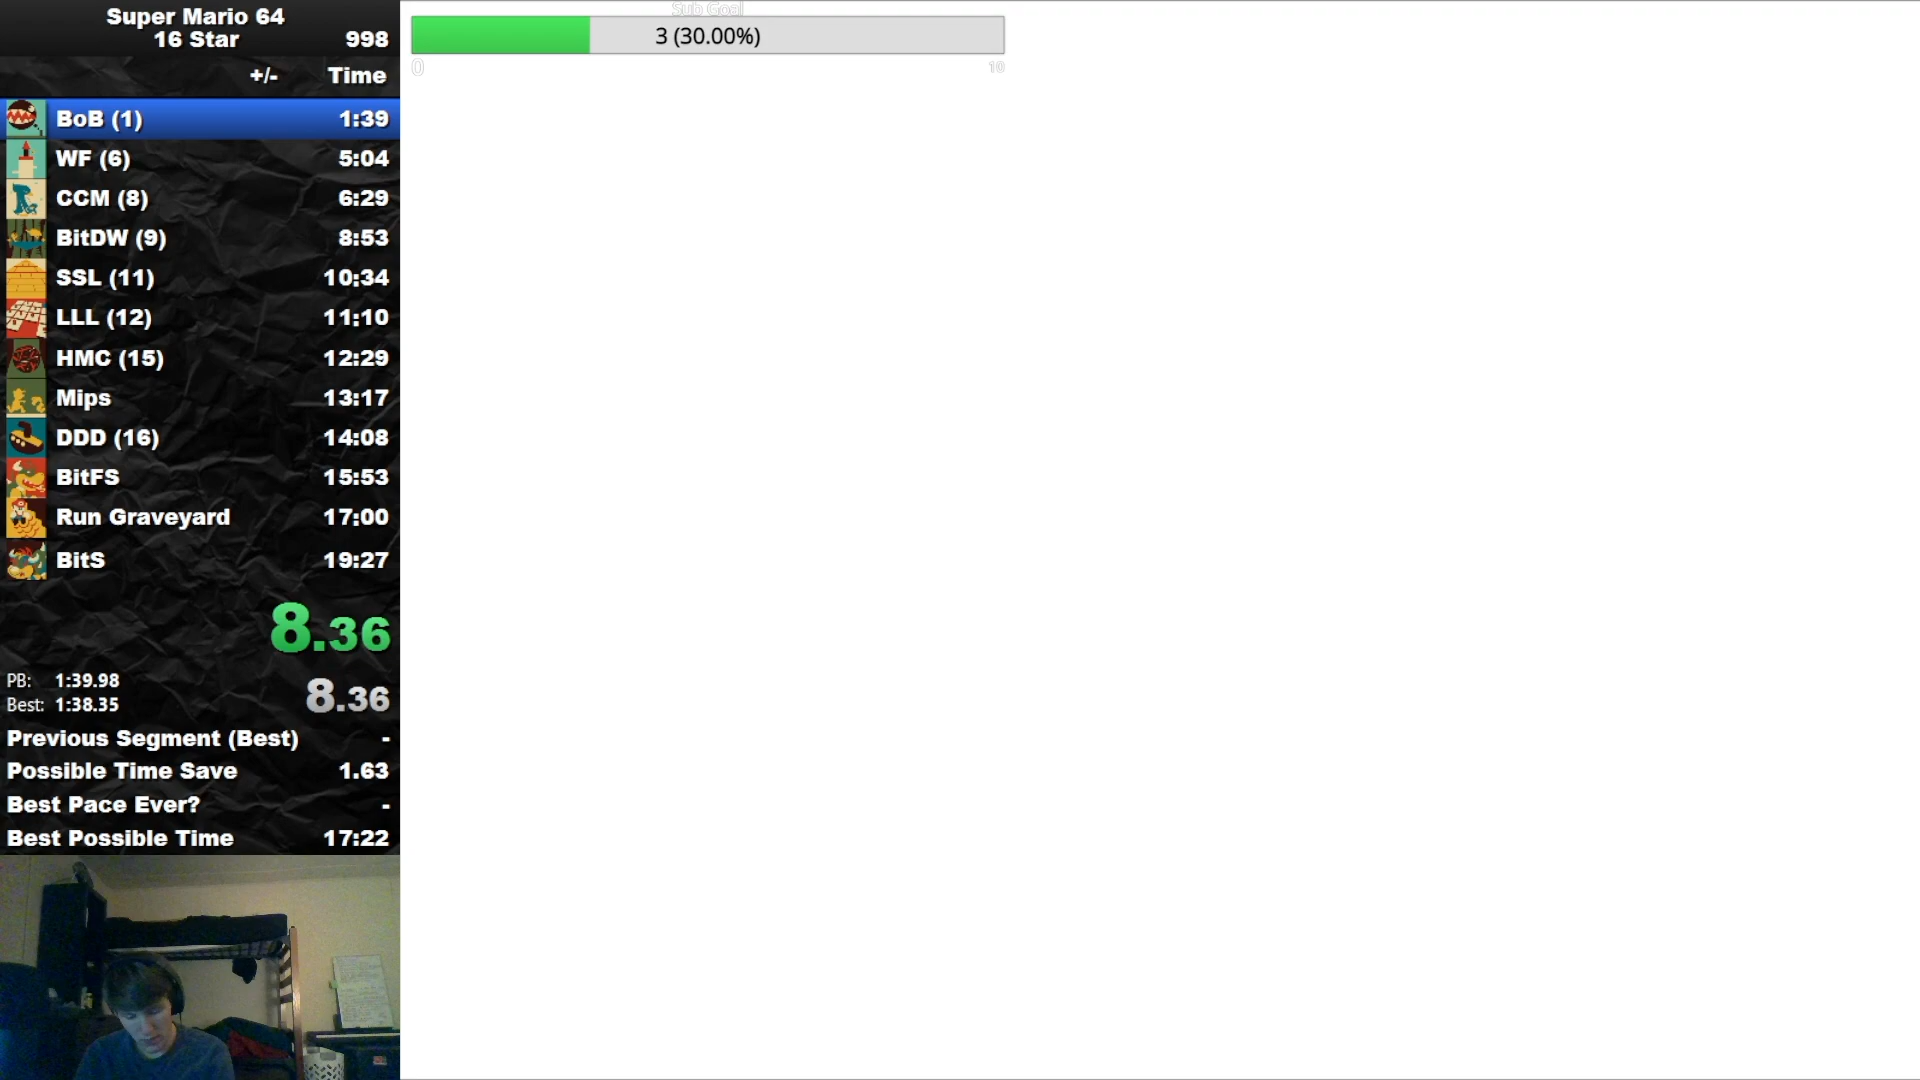 Super Mario 64
16 Star 998
+/- Time
BoB (1) 1:39
WF (6) 5:04
CCM (8) 6:29
BitDW (9) 8:53
SSL (11) 10:34
LLL (12) 11:10
HMC (15) 12:29
Mips 13:17
DDD (16) 14:08
BitFS 15:53
Run Graveyard 17:00
BitS 19:27
8.36
PB: 1:39.98
Best: 1:38.35
8.36
Previous Segment (Best) -
Possible Time Save 1.63
Best Pace Ever? -
Best Possible Time 17:22
Sub Goal
3 (30.00%)
0 10